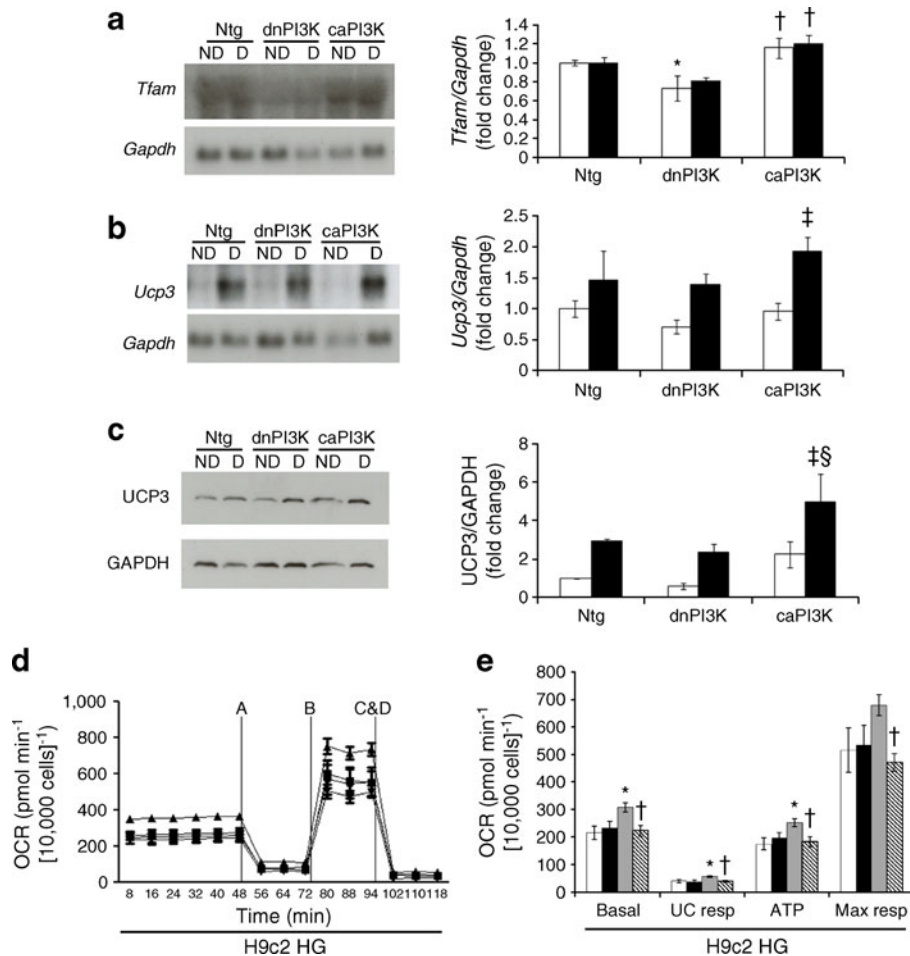 a
Ntg dnPI3K caPI3K
ND D ND D ND D
Tfam
Gapdh
Tfam/Gapdh
(fold change)
1.4
1.2
1.0
0.8
0.6
0.4
0.2
0
* † †
Ntg dnPI3K caPI3K
b
Ntg dnPI3K caPI3K
ND D ND D ND D
Ucp3
Gapdh
Ucp3/Gapdh
(fold change)
2.5
2.0
1.5
1.0
0.5
0
‡
Ntg dnPI3K caPI3K
c
Ntg dnPI3K caPI3K
ND D ND D ND D
UCP3
GAPDH
UCP3/GAPDH
(fold change)
8
6
4
2
0
‡§
Ntg dnPI3K caPI3K
d
OCR (pmol min-1
[10,000 cells]-1)
1,000
800
600
400
200
0
A B C&D
8 16 24 32 40 48 56 64 72 80 88 94 102 110 118
Time (min)
H9c2 HG
e
OCR (pmol min-1
[10,000 cells]-1)
800
700
600
500
400
300
200
100
0
* † * † * † †
Basal UC resp ATP Max resp
H9c2 HG